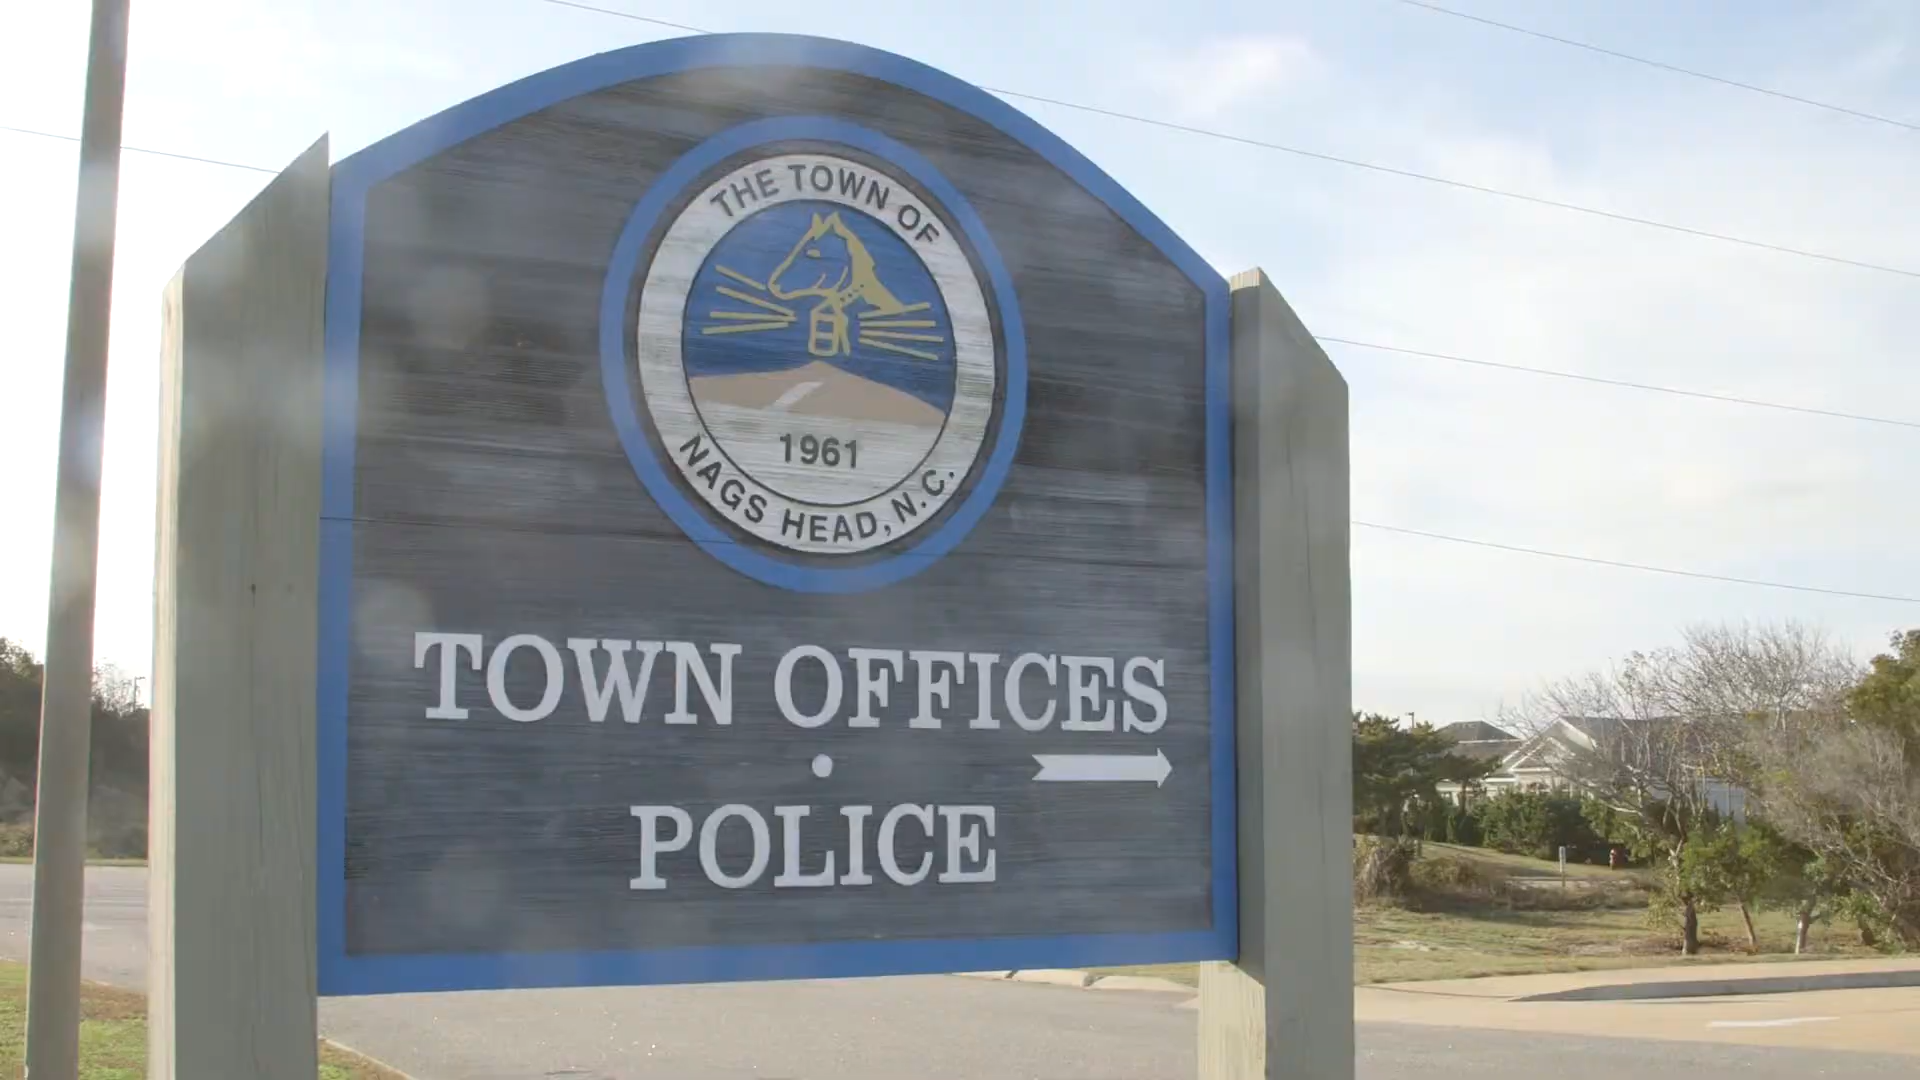 THE TOWN OF
1961
NAGS HEAD, N.C.
TOWN OFFICES
POLICE